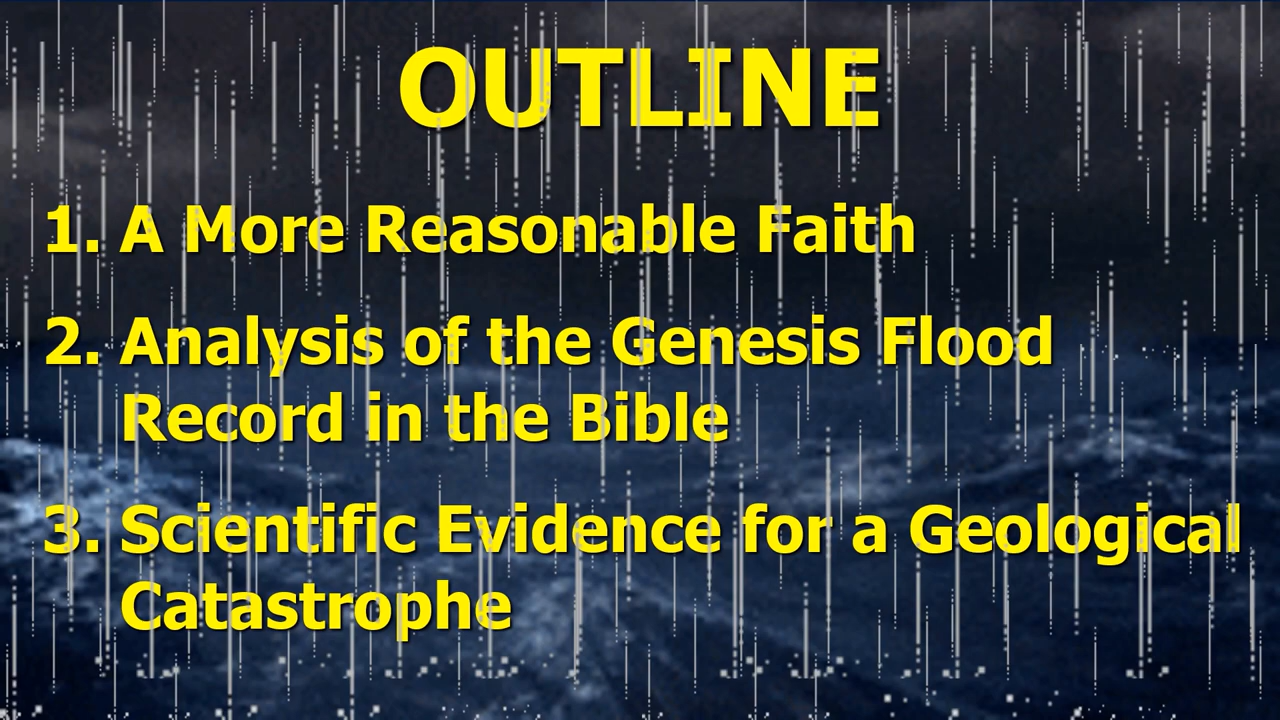 OUTLINE
1. A More Reasonable Faith
2. Analysis of the Genesis Flood
Record in the Bible
3. Scientific Evidence for a Geological
Catastrophe